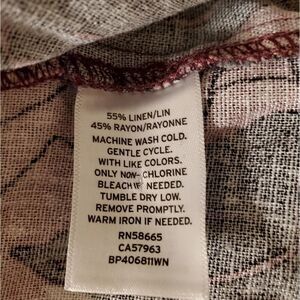 55% LINEN/LIN
45% RAYON/RAYONNE
MACHINE WASH COLD.
GENTLE CYCLE.
WITH LIKE COLORS.
ONLY NON-CHLORINE
BLEACH IF NEEDED.
TUMBLE DRY LOW.
REMOVE PROMPTLY.
WARM IRON IF NEEDED.
RN58665
CA57963
BP406811WN